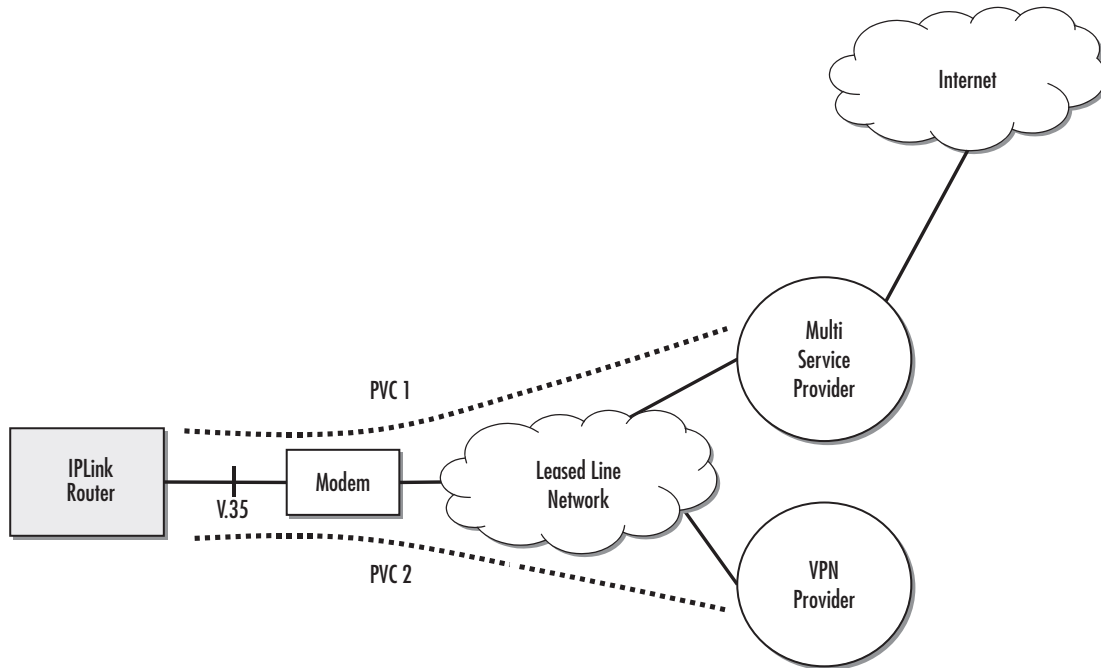 Internet
Multi
Service
Provider
PVC 1
IPLink
Router
V.35
Modem
Leased Line
Network
PVC 2
VPN
Provider